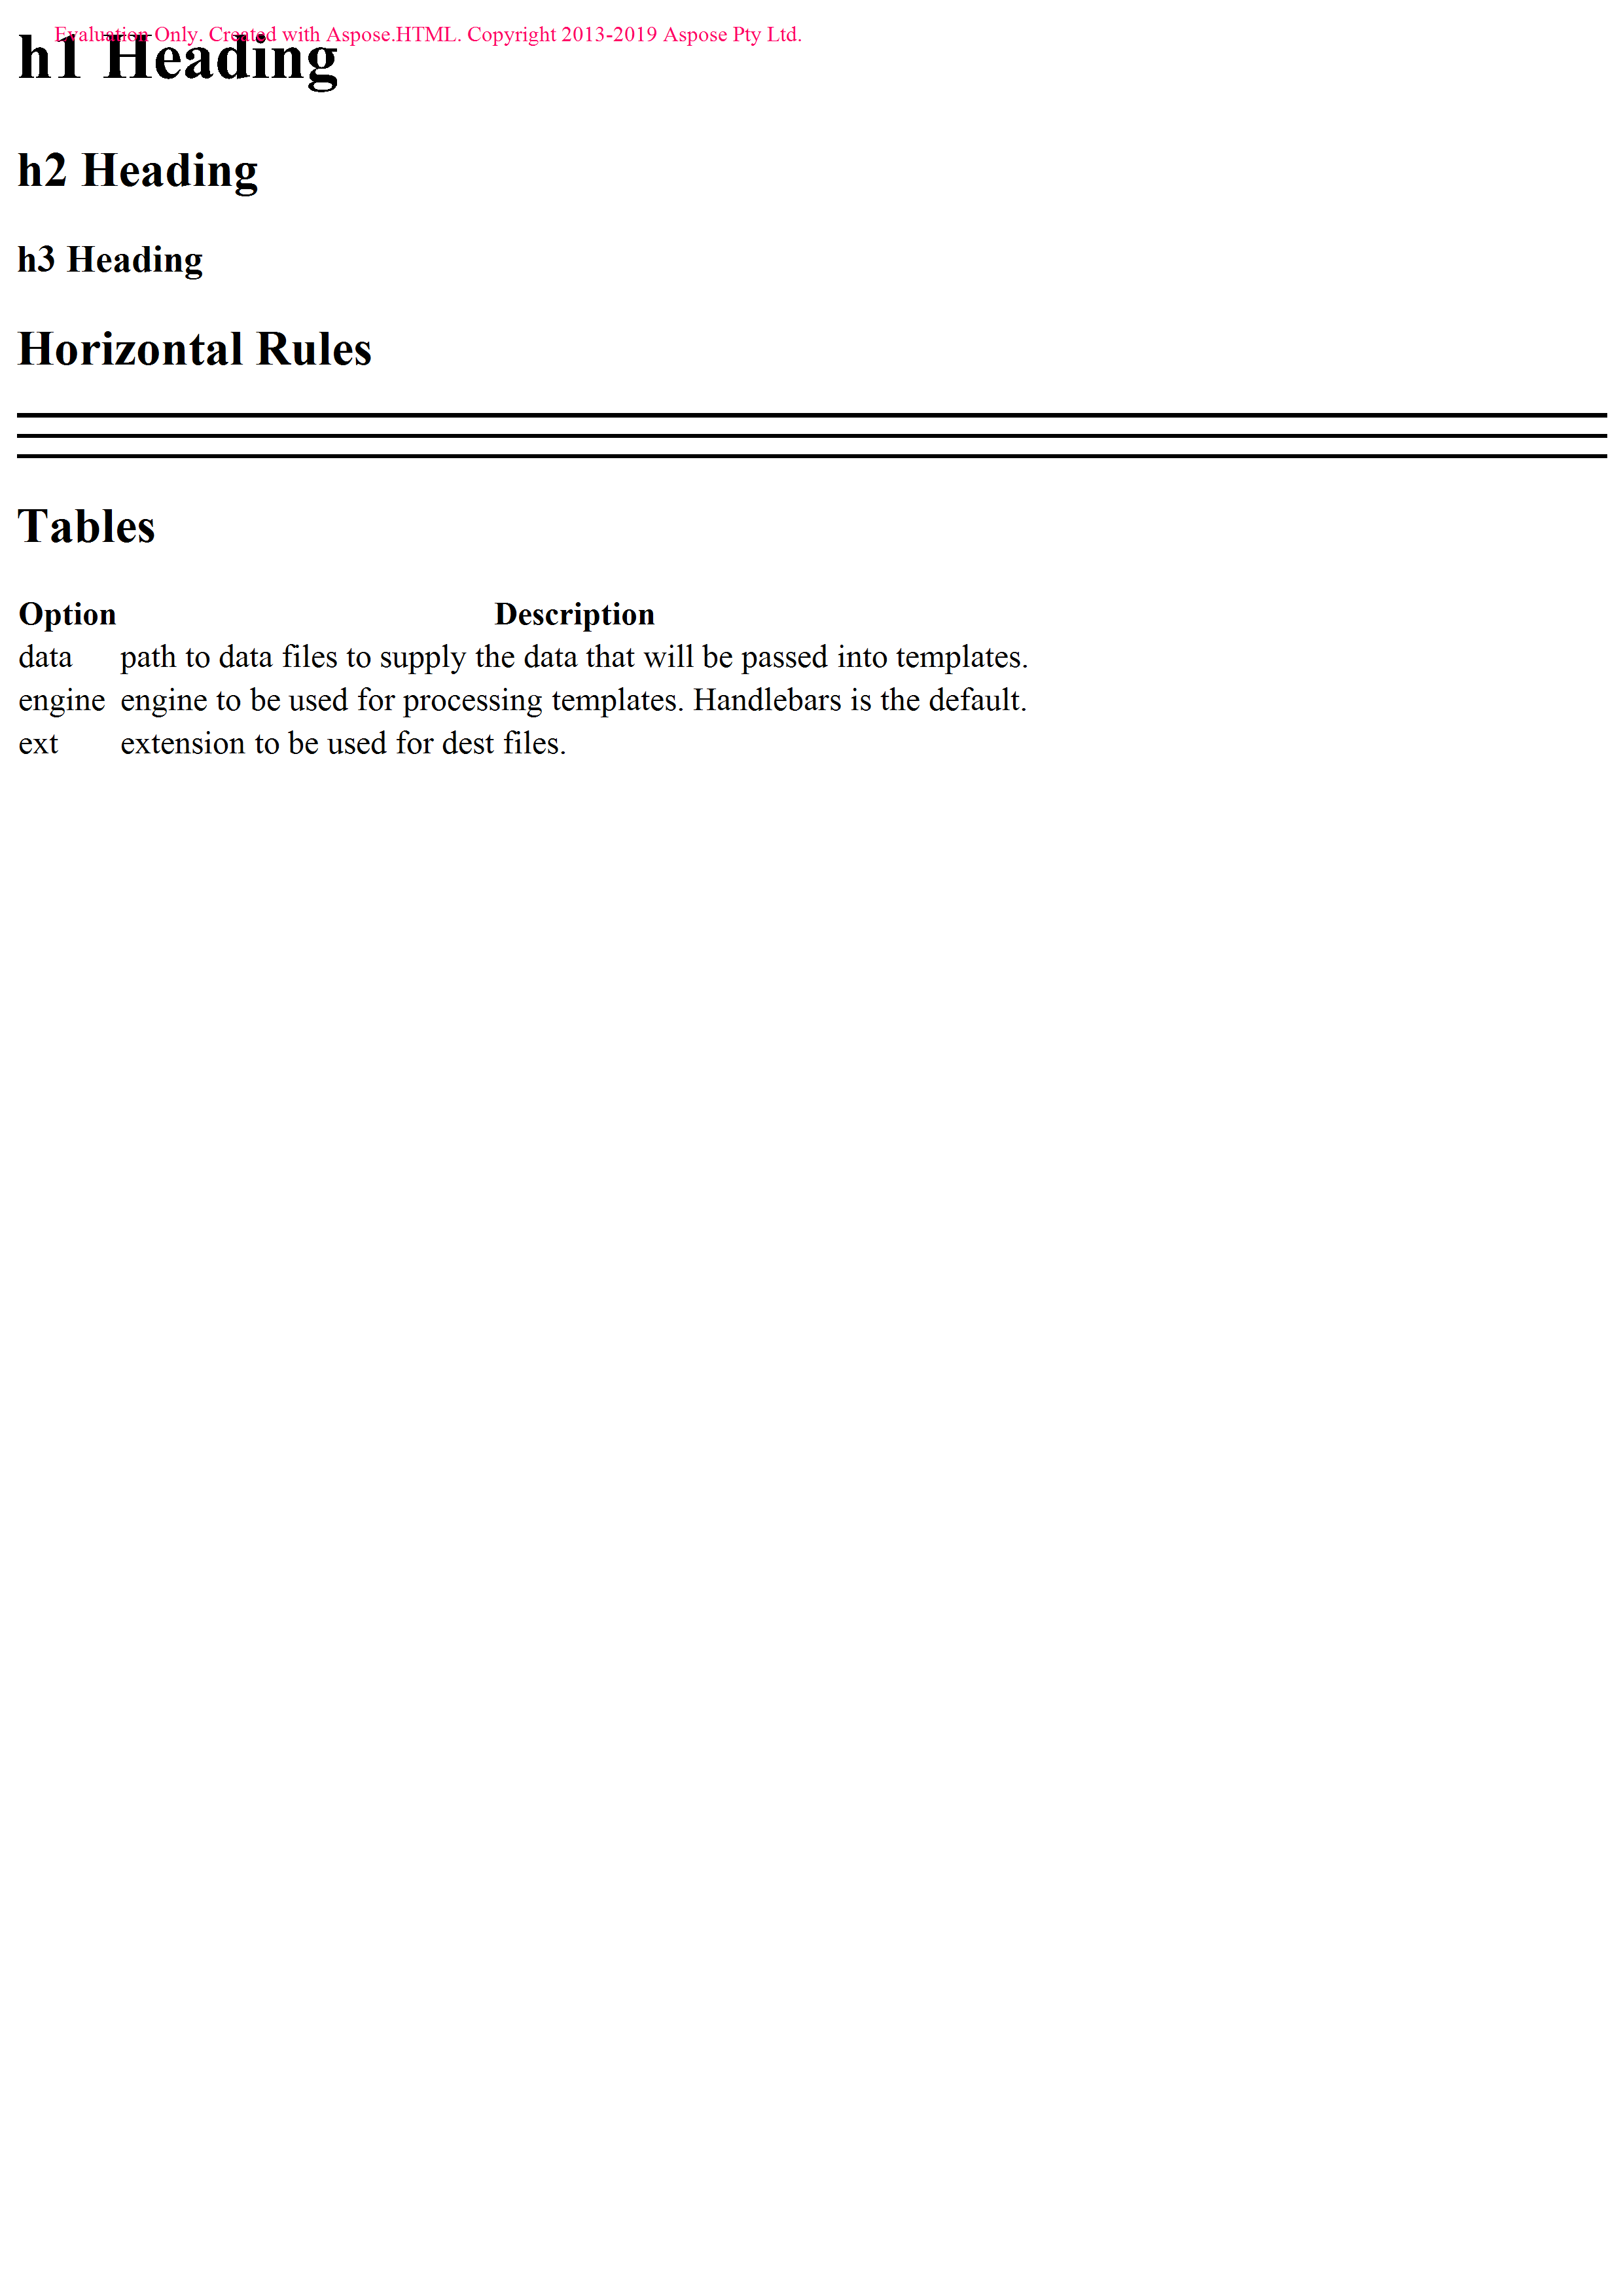 Evaluation Only. Created with Aspose.HTML. Copyright 2013-2019 Aspose Pty Ltd.
h1 Heading
h2 Heading
h3 Heading
Horizontal Rules
Tables
Option Description
data path to data files to supply the data that will be passed into templates.
engine engine to be used for processing templates. Handlebars is the default.
ext extension to be used for dest files.